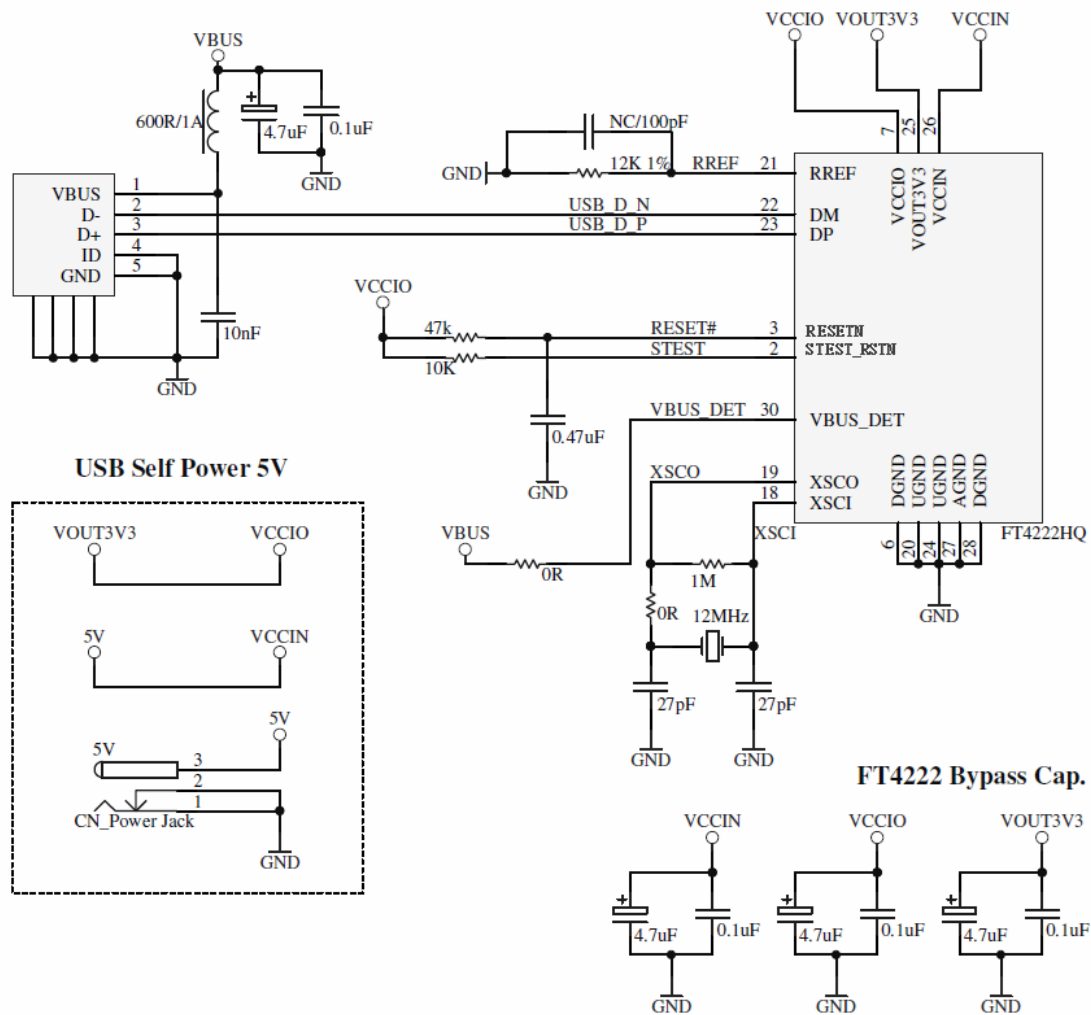 VCCIO VOUT3V3 VCCIN
VBUS
600R/1A
+
4.7uF
0.1uF
GND
7
25
26
NC/100pF
GND
12K 1%
RREF
21
RREF
VCCIO
VOUT3V3
VCCIN
VBUS
1
D-
2
USB_D_N
22
DM
D+
3
USB_D_P
23
DP
ID
4
GND
5
10nF
GND
VCCIO
47k
RESET#
3
RESETN
10K
STEST
2
STEST_RSTN
0.47uF
GND
VBUS_DET
30
VBUS_DET
XSCO
19
XSCO
18
XSCI
XSCI
DGND
UGND
UGND
AGND
DGND
FT4222HQ
6
20
24
27
28
GND
VBUS
0R
1M
0R
12MHz
27pF
27pF
GND
GND
USB Self Power 5V
VOUT3V3
VCCIO
5V
VCCIN
5V
5V
3
2
1
CN_Power Jack
GND
FT4222 Bypass Cap.
VCCIN
VCCIO
VOUT3V3
+
4.7uF
0.1uF
+
4.7uF
0.1uF
+
4.7uF
0.1uF
GND
GND
GND